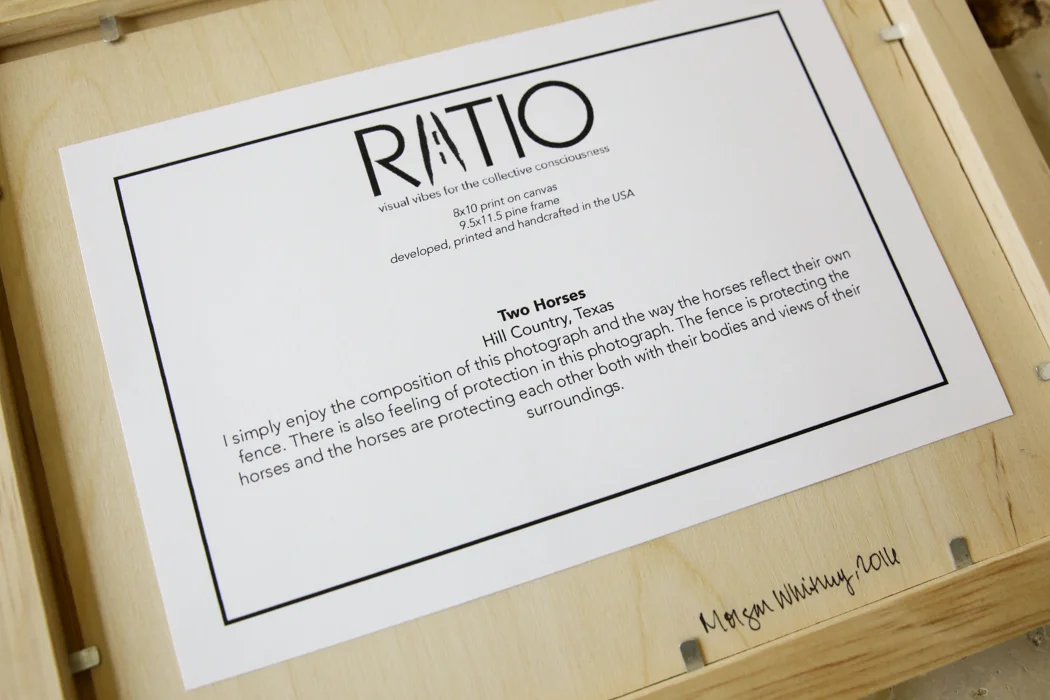 RATIO
visual vibes for the collective consciousness
8x10 print on canvas
9.5x11.5 pine frame
developed, printed and handcrafted in the USA
Two Horses
Hill Country, Texas
I simply enjoy the composition of this photograph and the way the horses reflect their own
fence. There is also feeling of protection in this photograph. The fence is protecting the
horses and the horses are protecting each other both with their bodies and views of their
surroundings.
Morgan Whitney, 2016